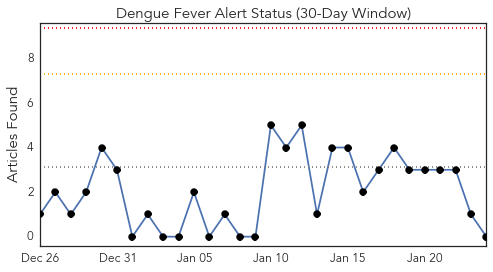 Dengue Fever Alert Status (30-Day Window)
Articles Found
8
6
4
2
0
Dec 26 Dec 31 Jan 05 Jan 10 Jan 15 Jan 20